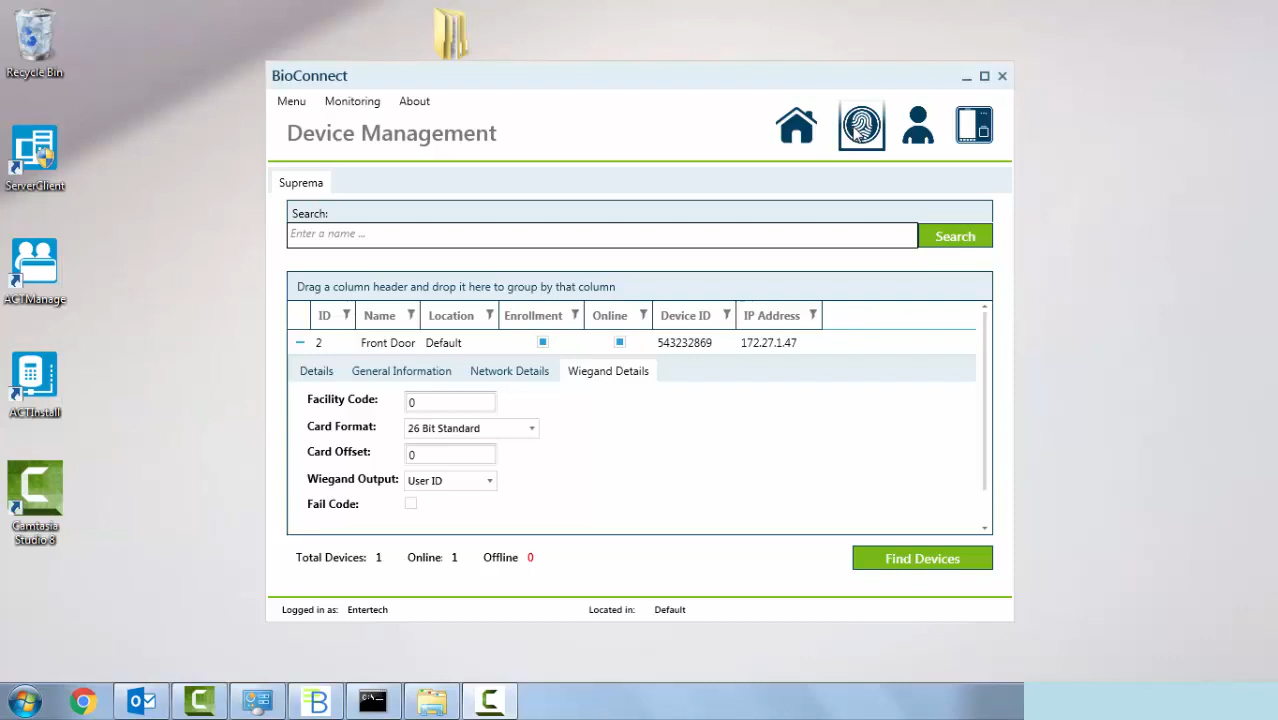 Recycle Bin
ServerClient
ACTManage
ACTInstall
Camtasia
Studio 8
BioConnect
Menu Monitoring About
Device Management
Suprema
Search:
Enter a name ...
Search
Drag a column header and drop it here to group by that column
ID Name Location Enrollment Online Device ID IP Address
2 Front Door Default 543232869 172.27.1.47
Details General Information Network Details Wiegand Details
Facility Code: 0
Card Format: 26 Bit Standard
Card Offset: 0
Wiegand Output: User ID
Fail Code:
Total Devices: 1 Online: 1 Offline 0
Find Devices
Logged in as: Entertech Located in: Default